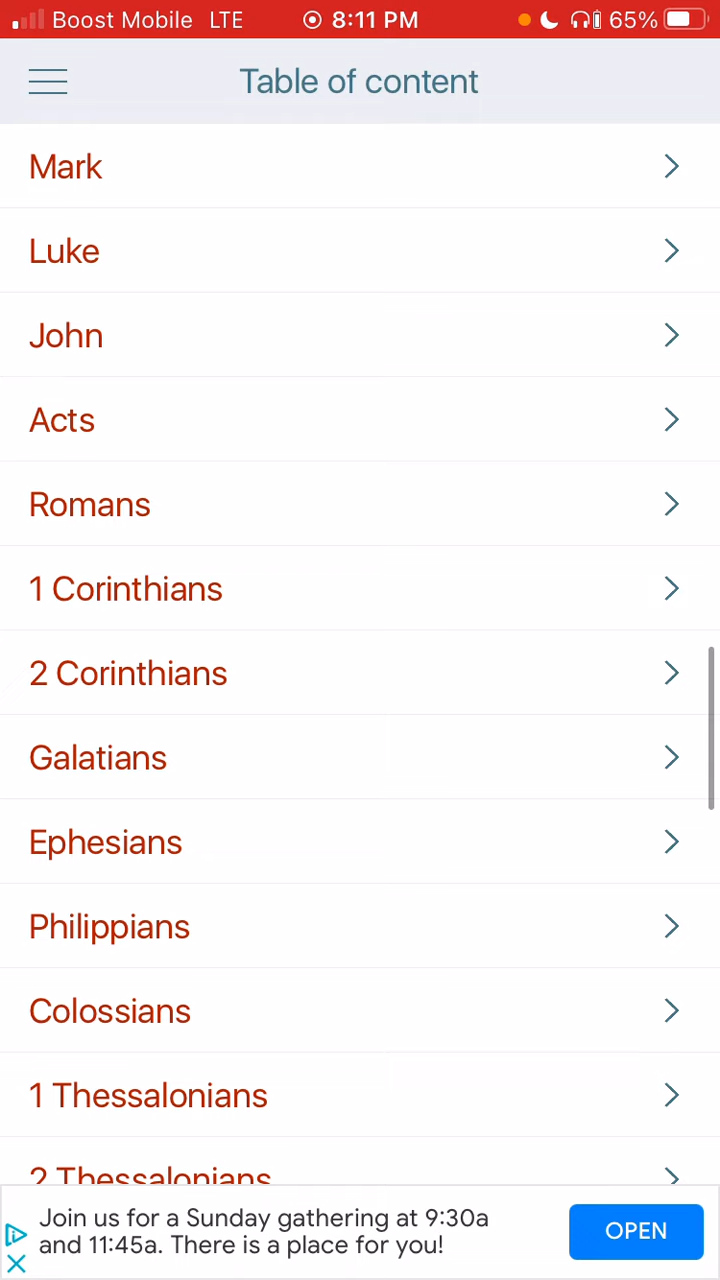 Boost Mobile LTE 8:11 PM 65%
Table of content
Mark
Luke
John
Acts
Romans
1 Corinthians
2 Corinthians
Galatians
Ephesians
Philippians
Colossians
1 Thessalonians
2 Thessalonians
Join us for a Sunday gathering at 9:30a
and 11:45a. There is a place for you!
OPEN